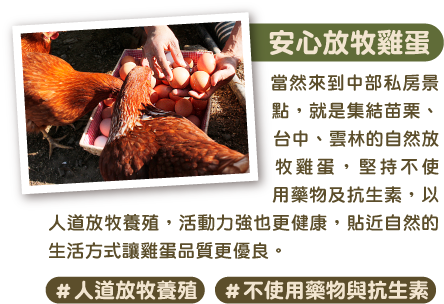 安心放牧雞蛋
當然來到中部私房景
點，就是集結苗栗、
台中、雲林的自然放
牧雞蛋，堅持不使
用藥物及抗生素，以
人道放牧養殖，活動力強也更健康，貼近自然的
生活方式讓雞蛋品質更優良。
#人道放牧養殖 #不使用藥物與抗生素